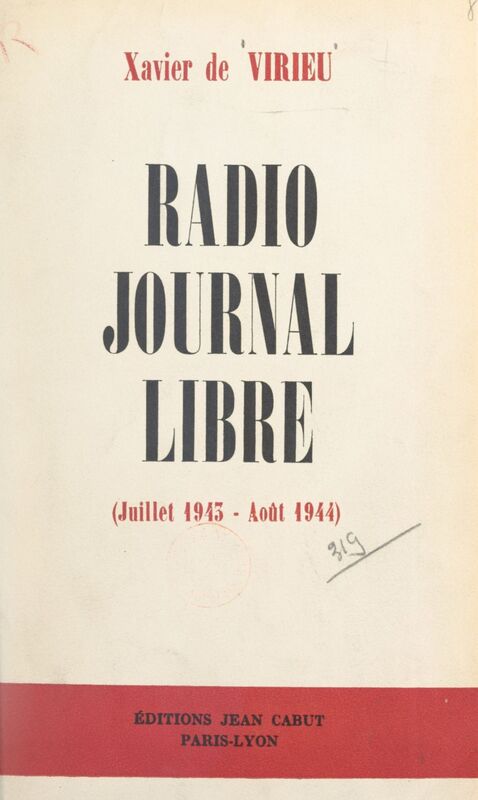 Xavier de VIRIEU
RADIO
JOURNAL
LIBRE
(Juillet 1943 - Août 1944)
319
ÉDITIONS JEAN CABUT
PARIS-LYON